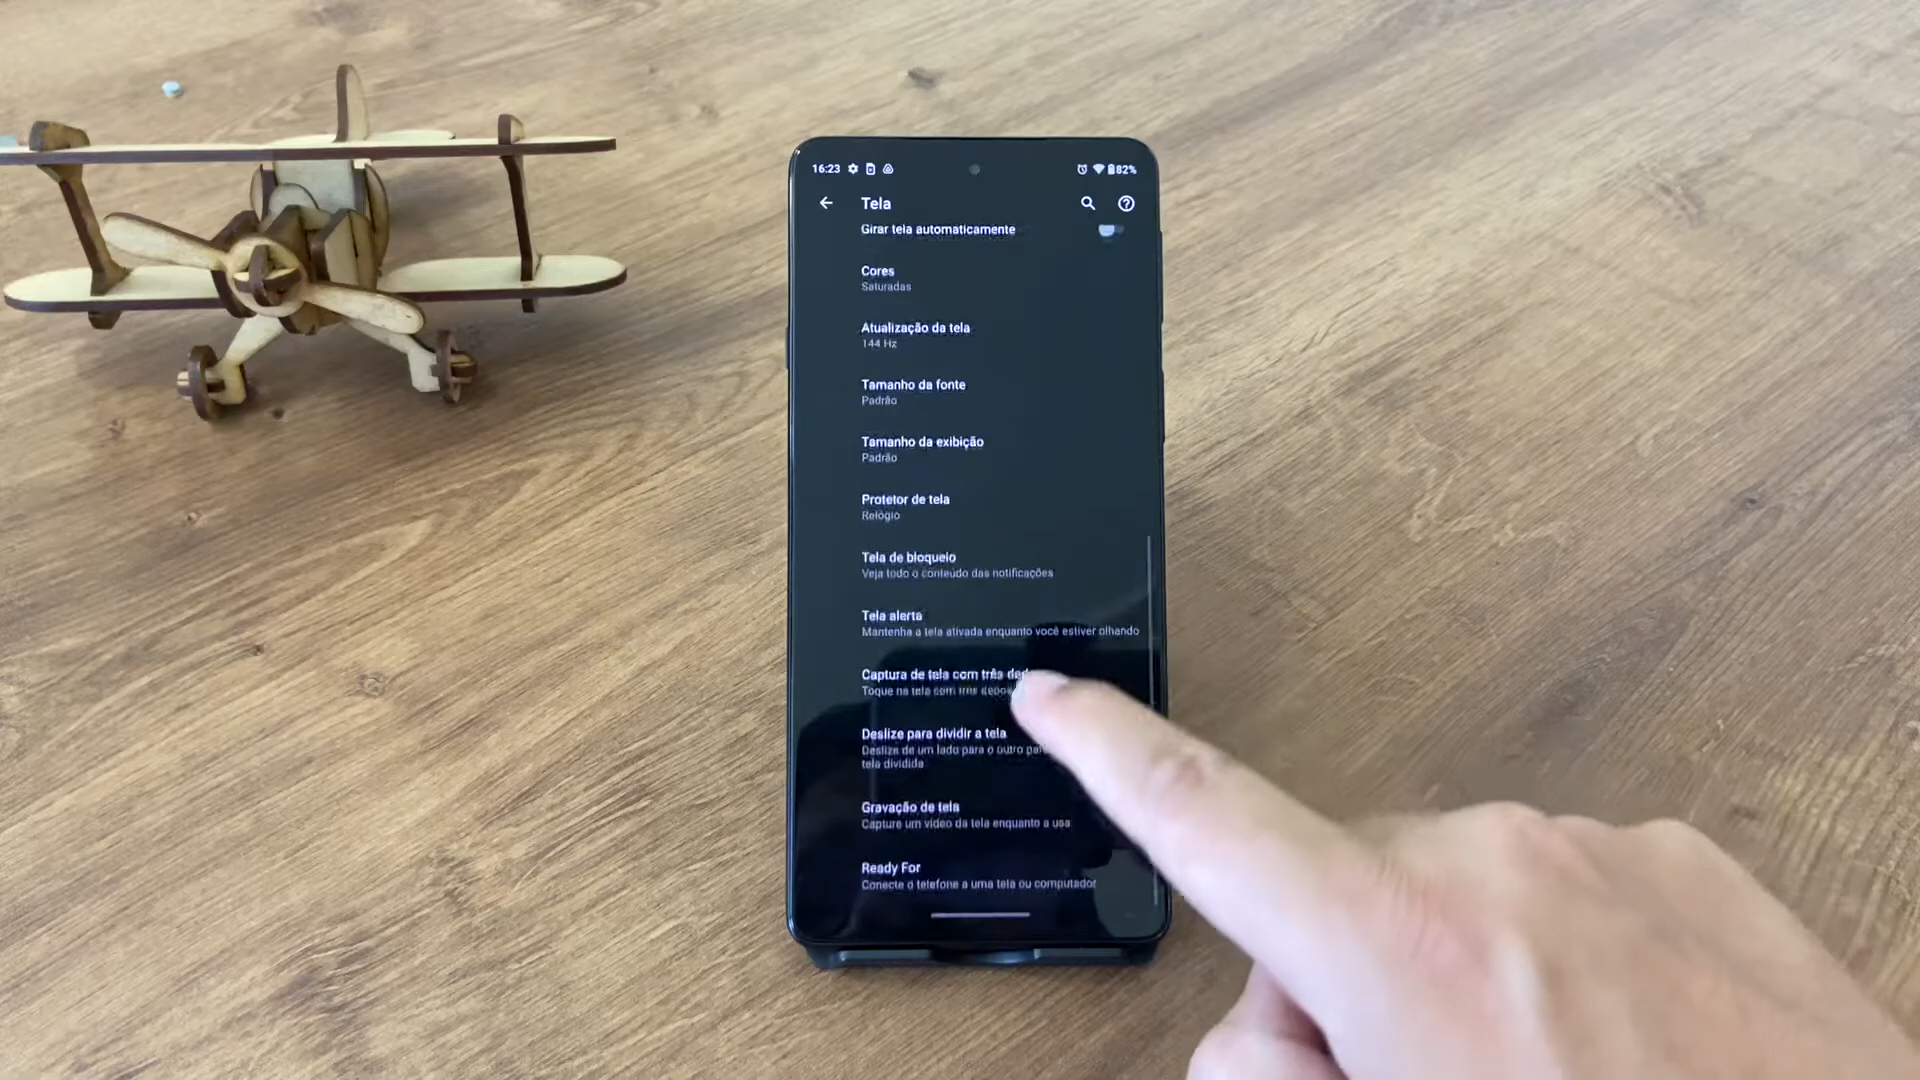 16:23
82%
Tela
Girar tela automaticamente
Cores
Saturadas
Atualização da tela
144 Hz
Tamanho da fonte
Padrão
Tamanho da exibição
Padrão
Protetor de tela
Relógio
Tela de bloqueio
Veja todo o conteúdo das notificações
Tela alerta
Mantenha a tela ativada enquanto você estiver olhando
Captura de tela com três
Toque na tela com três
Deslize para dividir a tela
Deslize de um lado para o outro
tela dividida
Gravação de tela
Capture um vídeo da tela enquanto a usa
Ready For
Conecte o telefone a uma tela ou computador